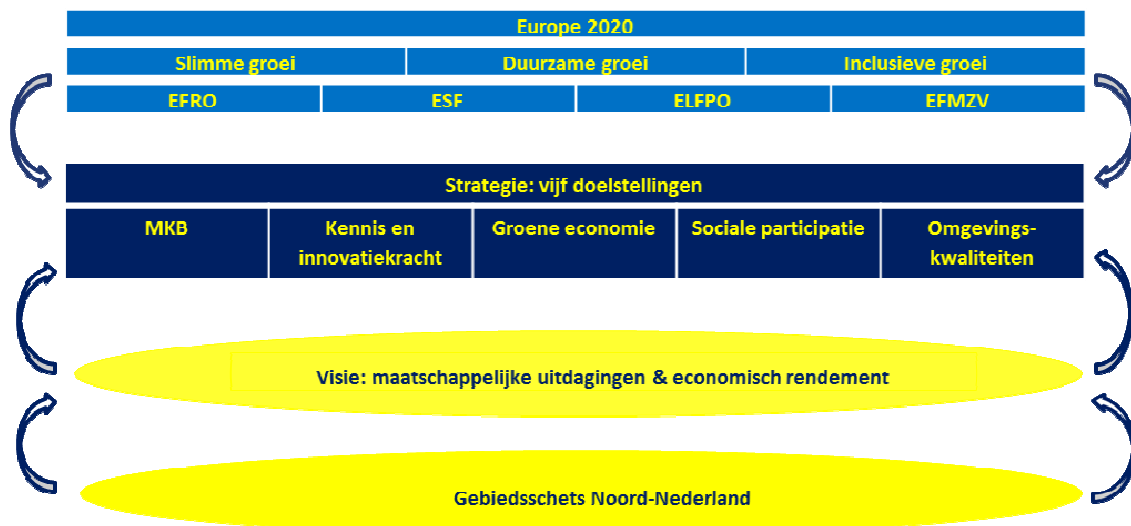 Europe 2020
Slimme groei
Duurzame groei
Inclusieve groei
EFRO
ESF
ELFPO
EFMZV
Strategie: vijf doelstellingen
MKB
Kennis en
innovatiekracht
Groene economie
Sociale participatie
Omgevings-
kwaliteiten
Visie: maatschappelijke uitdagingen & economisch rendement
Gebiedsschets Noord-Nederland